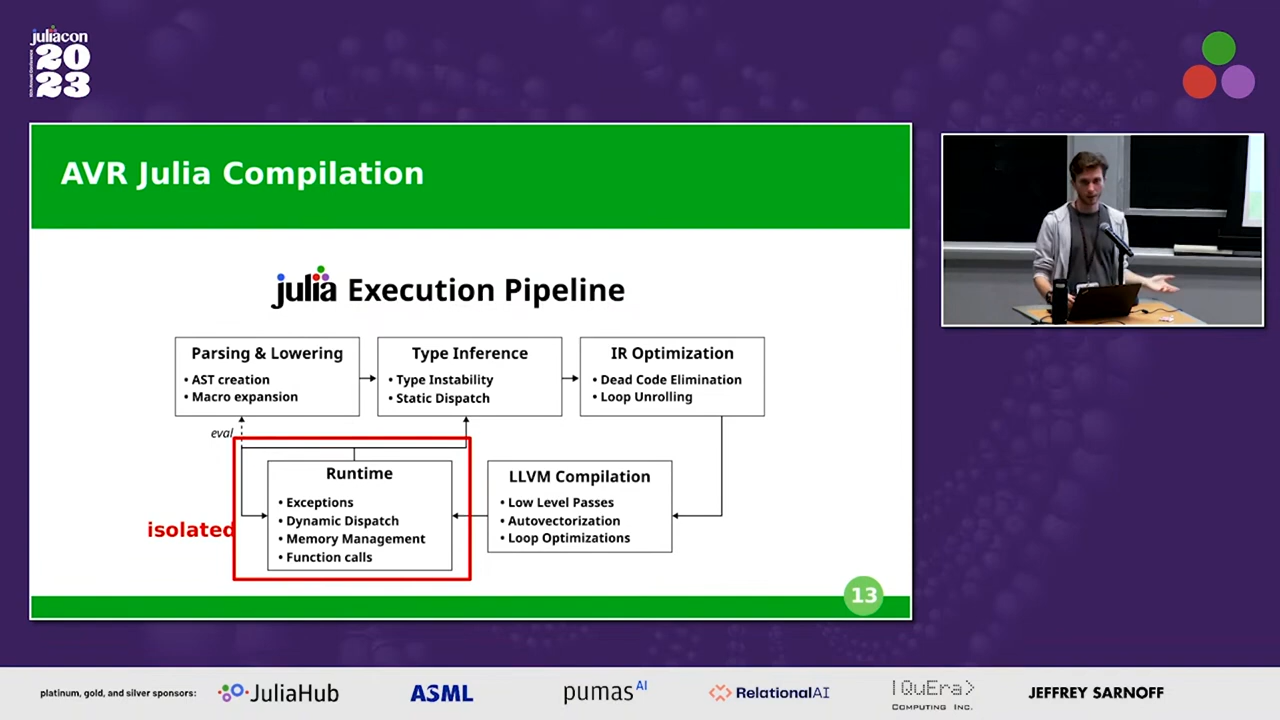 juliacon
20
23
AVR Julia Compilation
julia Execution Pipeline
Parsing & Lowering
• AST creation
• Macro expansion
Type Inference
• Type Instability
• Static Dispatch
IR Optimization
• Dead Code Elimination
• Loop Unrolling
eval
isolated
Runtime
• Exceptions
• Dynamic Dispatch
• Memory Management
• Function calls
LLVM Compilation
• Low Level Passes
• Autovectorization
• Loop Optimizations
13
platinum, gold, and silver sponsors:
JuliaHub
ASML
pumasAI
RelationalAI
|QuEra>
COMPUTING INC.
JEFFREY SARNOFF